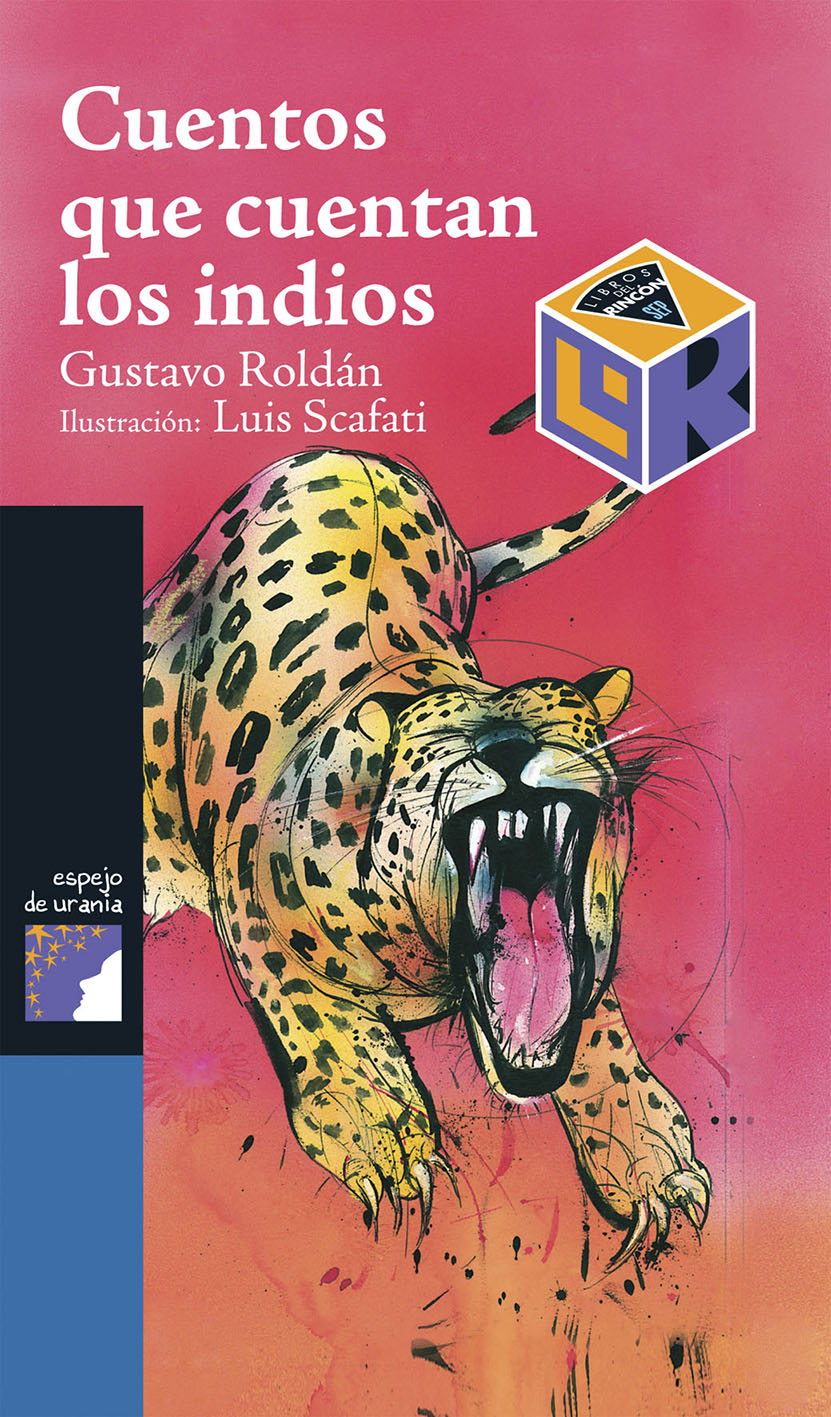 Cuentos
que cuentan
los indios
Gustavo Roldán
Ilustración: Luis Scafati
LIBROS
DEL
RINCÓN
SEP
L R
espejo
de urania